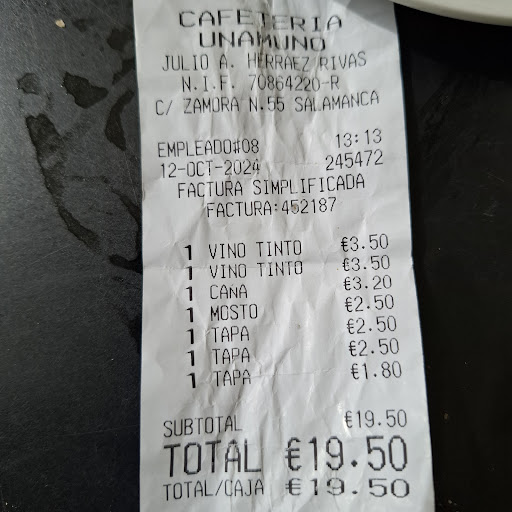 CAFETERIA
UNAMUNO
JULIO A. HERRAEZ RIVAS
N.I.F. 70864220-R
C/ ZAMORA N.55 SALAMANCA
EMPLEADO#08 13:13
12-OCT-2024 245472
FACTURA SIMPLIFICADA
FACTURA:452187
1 VINO TINTO €3.50
1 VINO TINTO €3.50
1 CAÑA €3.20
1 MOSTO €2.50
1 TAPA €2.50
1 TAPA €2.50
1 TAPA €1.80
SUBTOTAL €19.50
TOTAL €19.50
TOTAL/CAJA €19.50